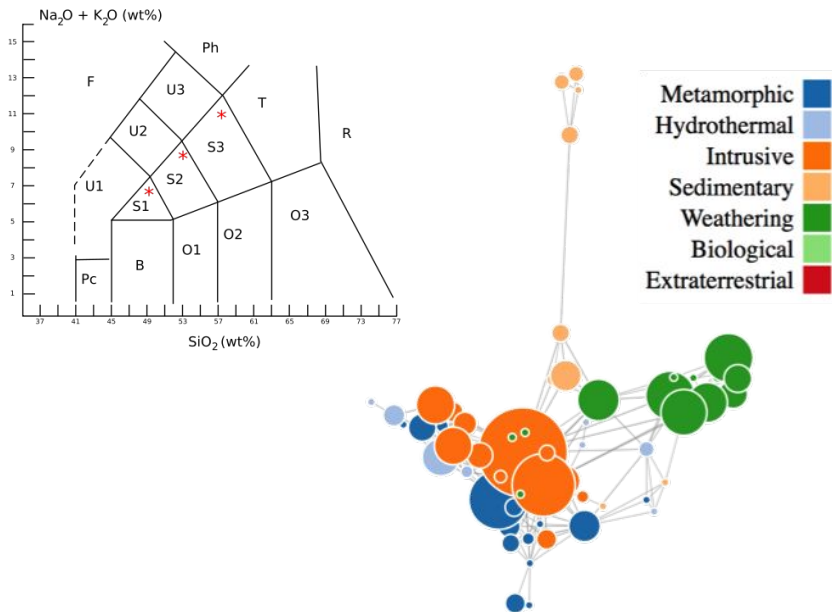 Na₂O + K₂O (wt%)
15
13
11
9
7
5
3
1
F
Ph
U3
T
U2
R
S3
U1
S2
S1
O3
O2
O1
B
Pc
37 41 45 49 53 57 61 65 69 73 77
SiO₂ (wt%)
Metamorphic
Hydrothermal
Intrusive
Sedimentary
Weathering
Biological
Extraterrestrial